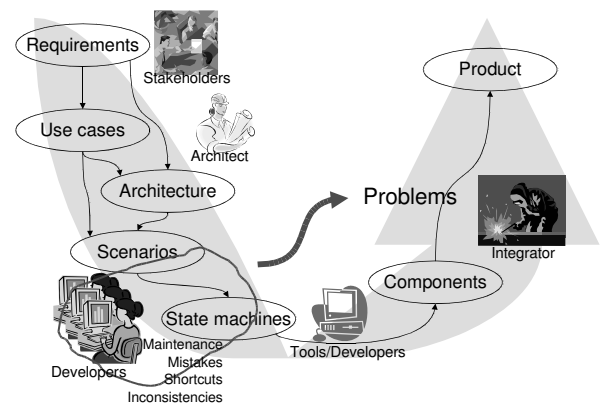 Requirements
Stakeholders
Product
Use cases
Architect
Architecture
Problems
Scenarios
Integrator
Components
State machines
Maintenance
Tools/Developers
Mistakes
Developers
Shortcuts
Inconsistencies